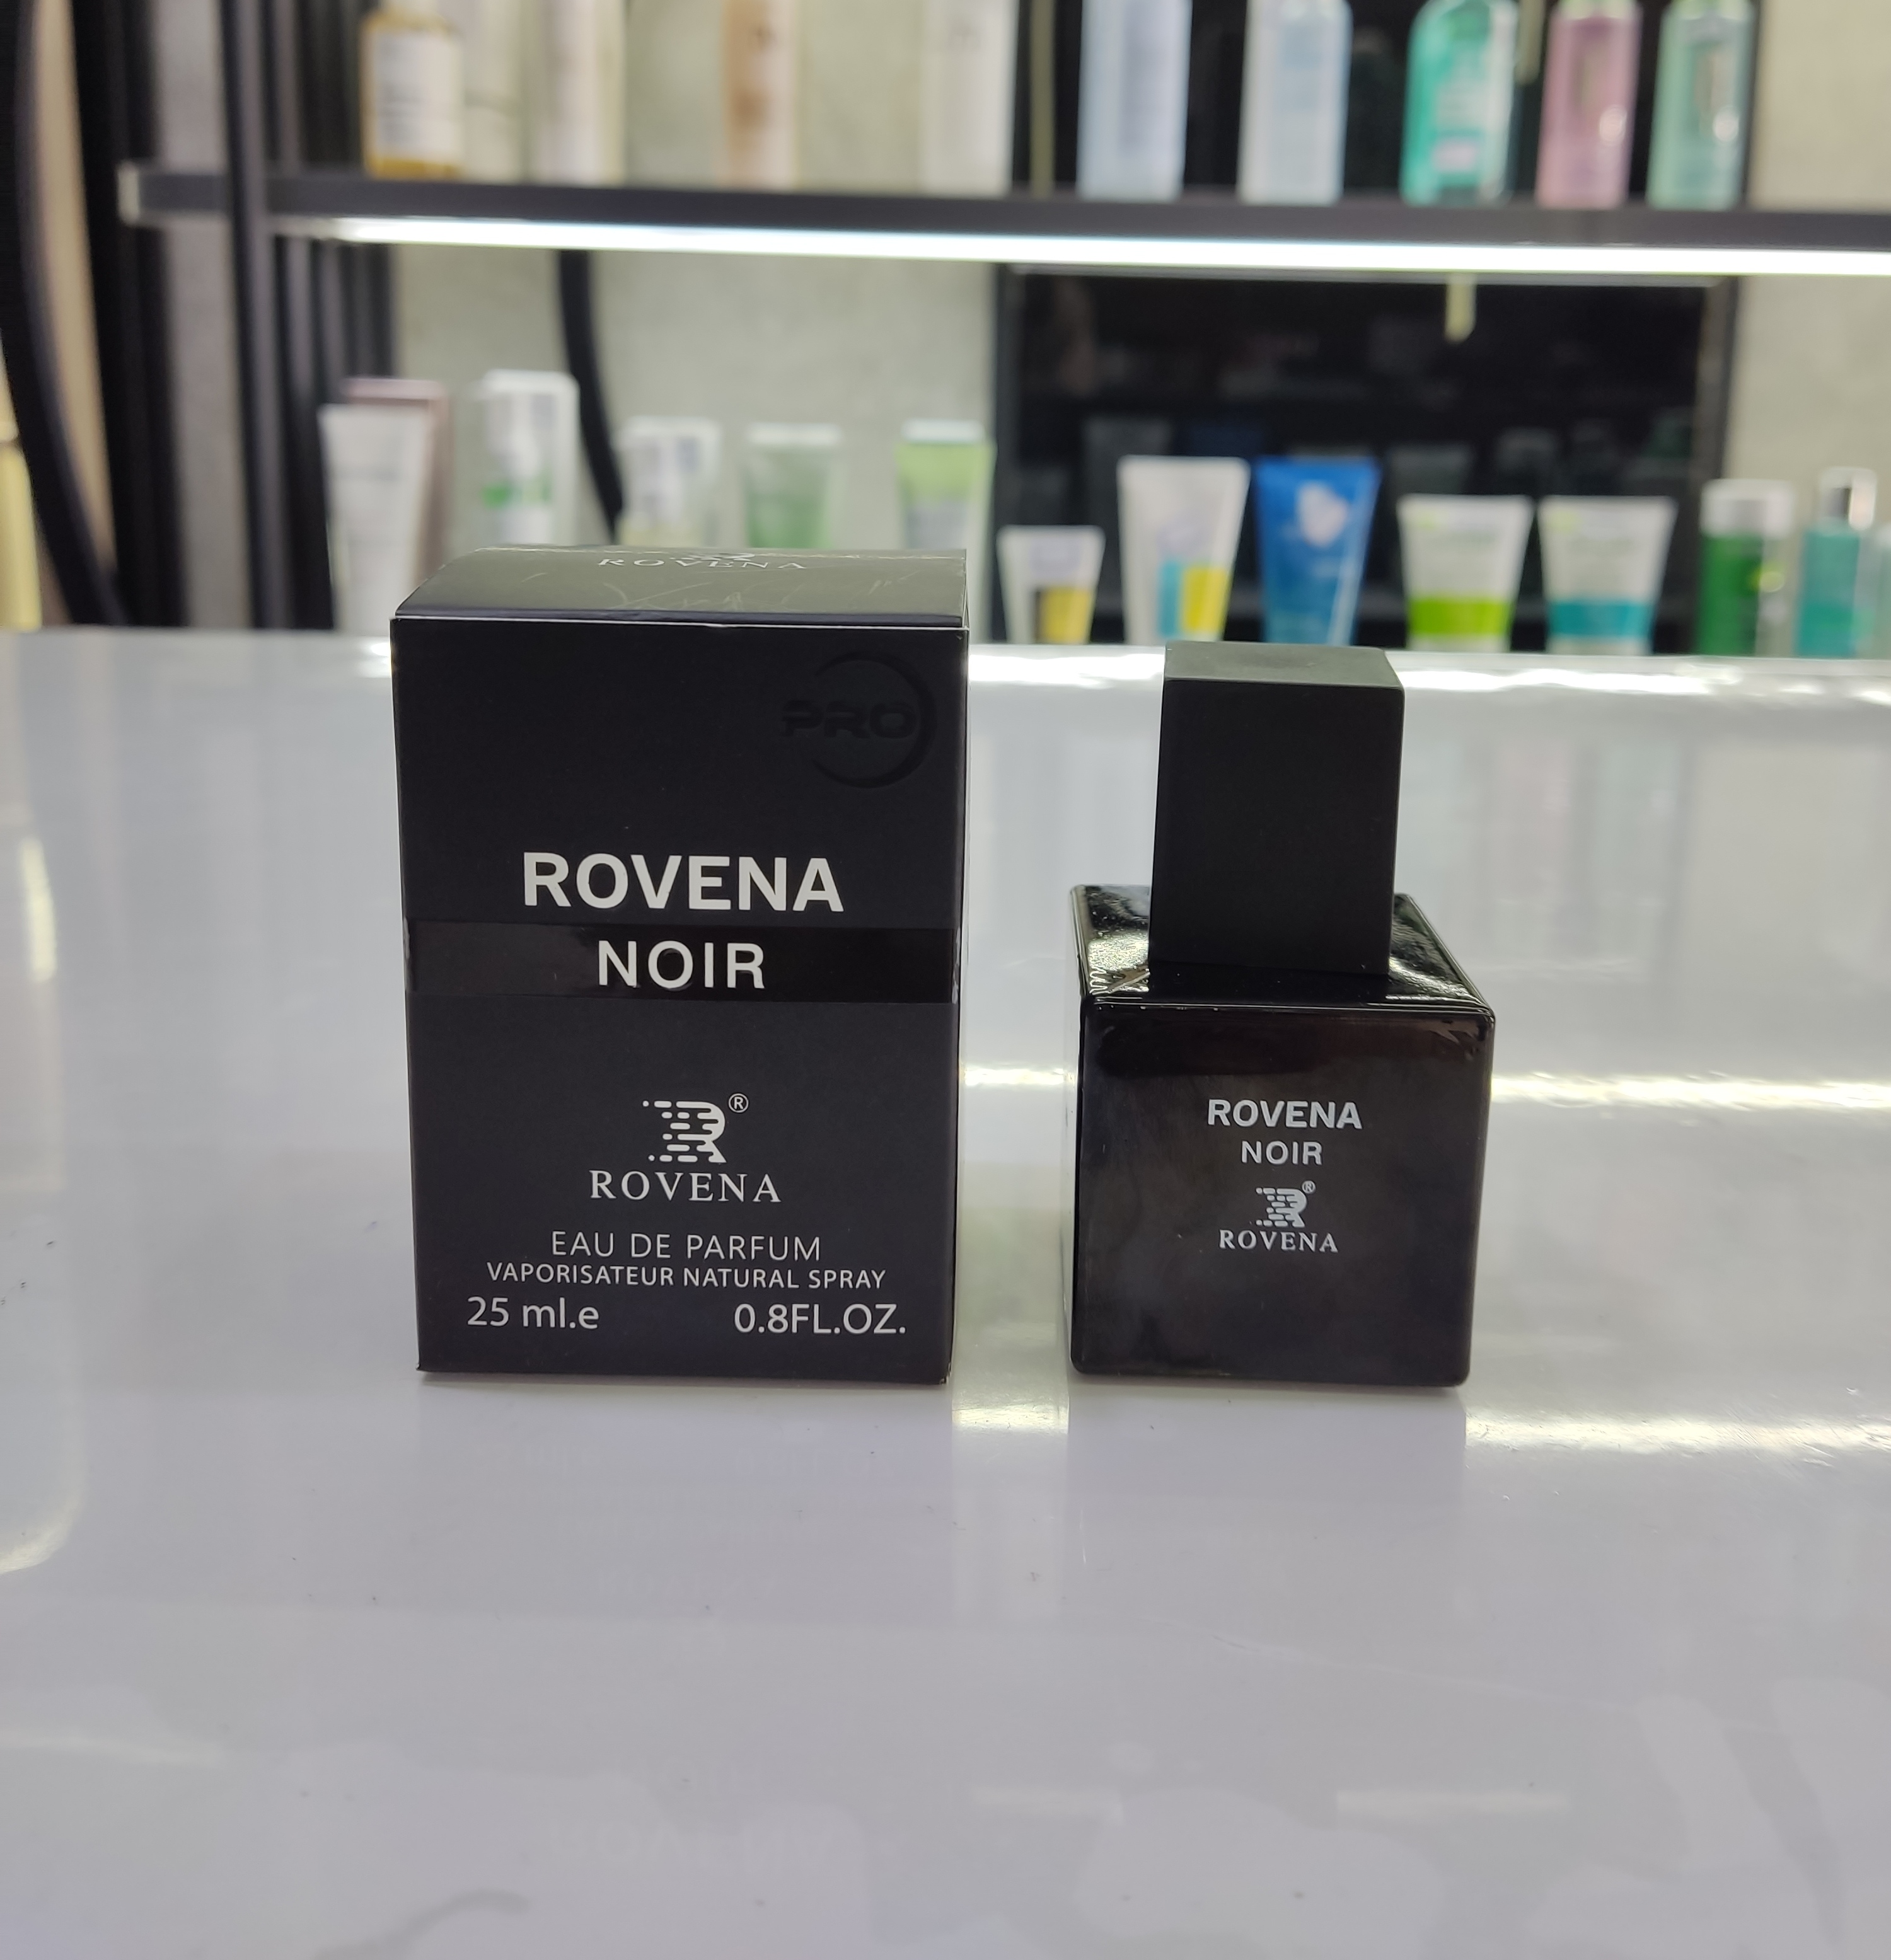 ROVENA
PRO
ROVENA
NOIR
R®
ROVENA
EAU DE PARFUM
VAPORISATEUR NATURAL SPRAY
25 ml.e 0.8FL.OZ.
ROVENA
NOIR
R®
ROVENA